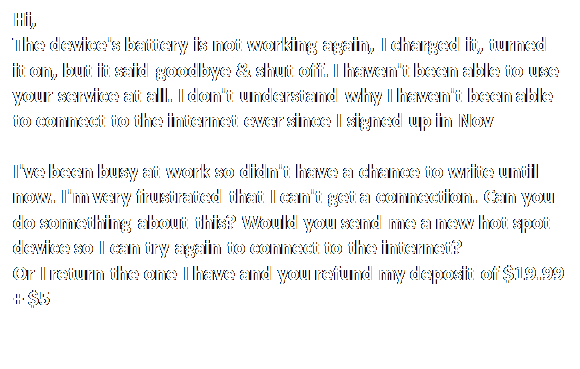 Hi,
The device's battery is not working again, I charged it, turned
it on, but it said goodbye & shut off. I haven't been able to use
your service at all. I don't understand why I haven't been able
to connect to the internet ever since I signed up in Nov
I've been busy at work so didn't have a chance to write until
now. I'm very frustrated that I can't get a connection. Can you
do something about this? Would you send me a new hot spot
device so I can try again to connect to the internet?
Or I return the one I have and you refund my deposit of $19.99
+ $5